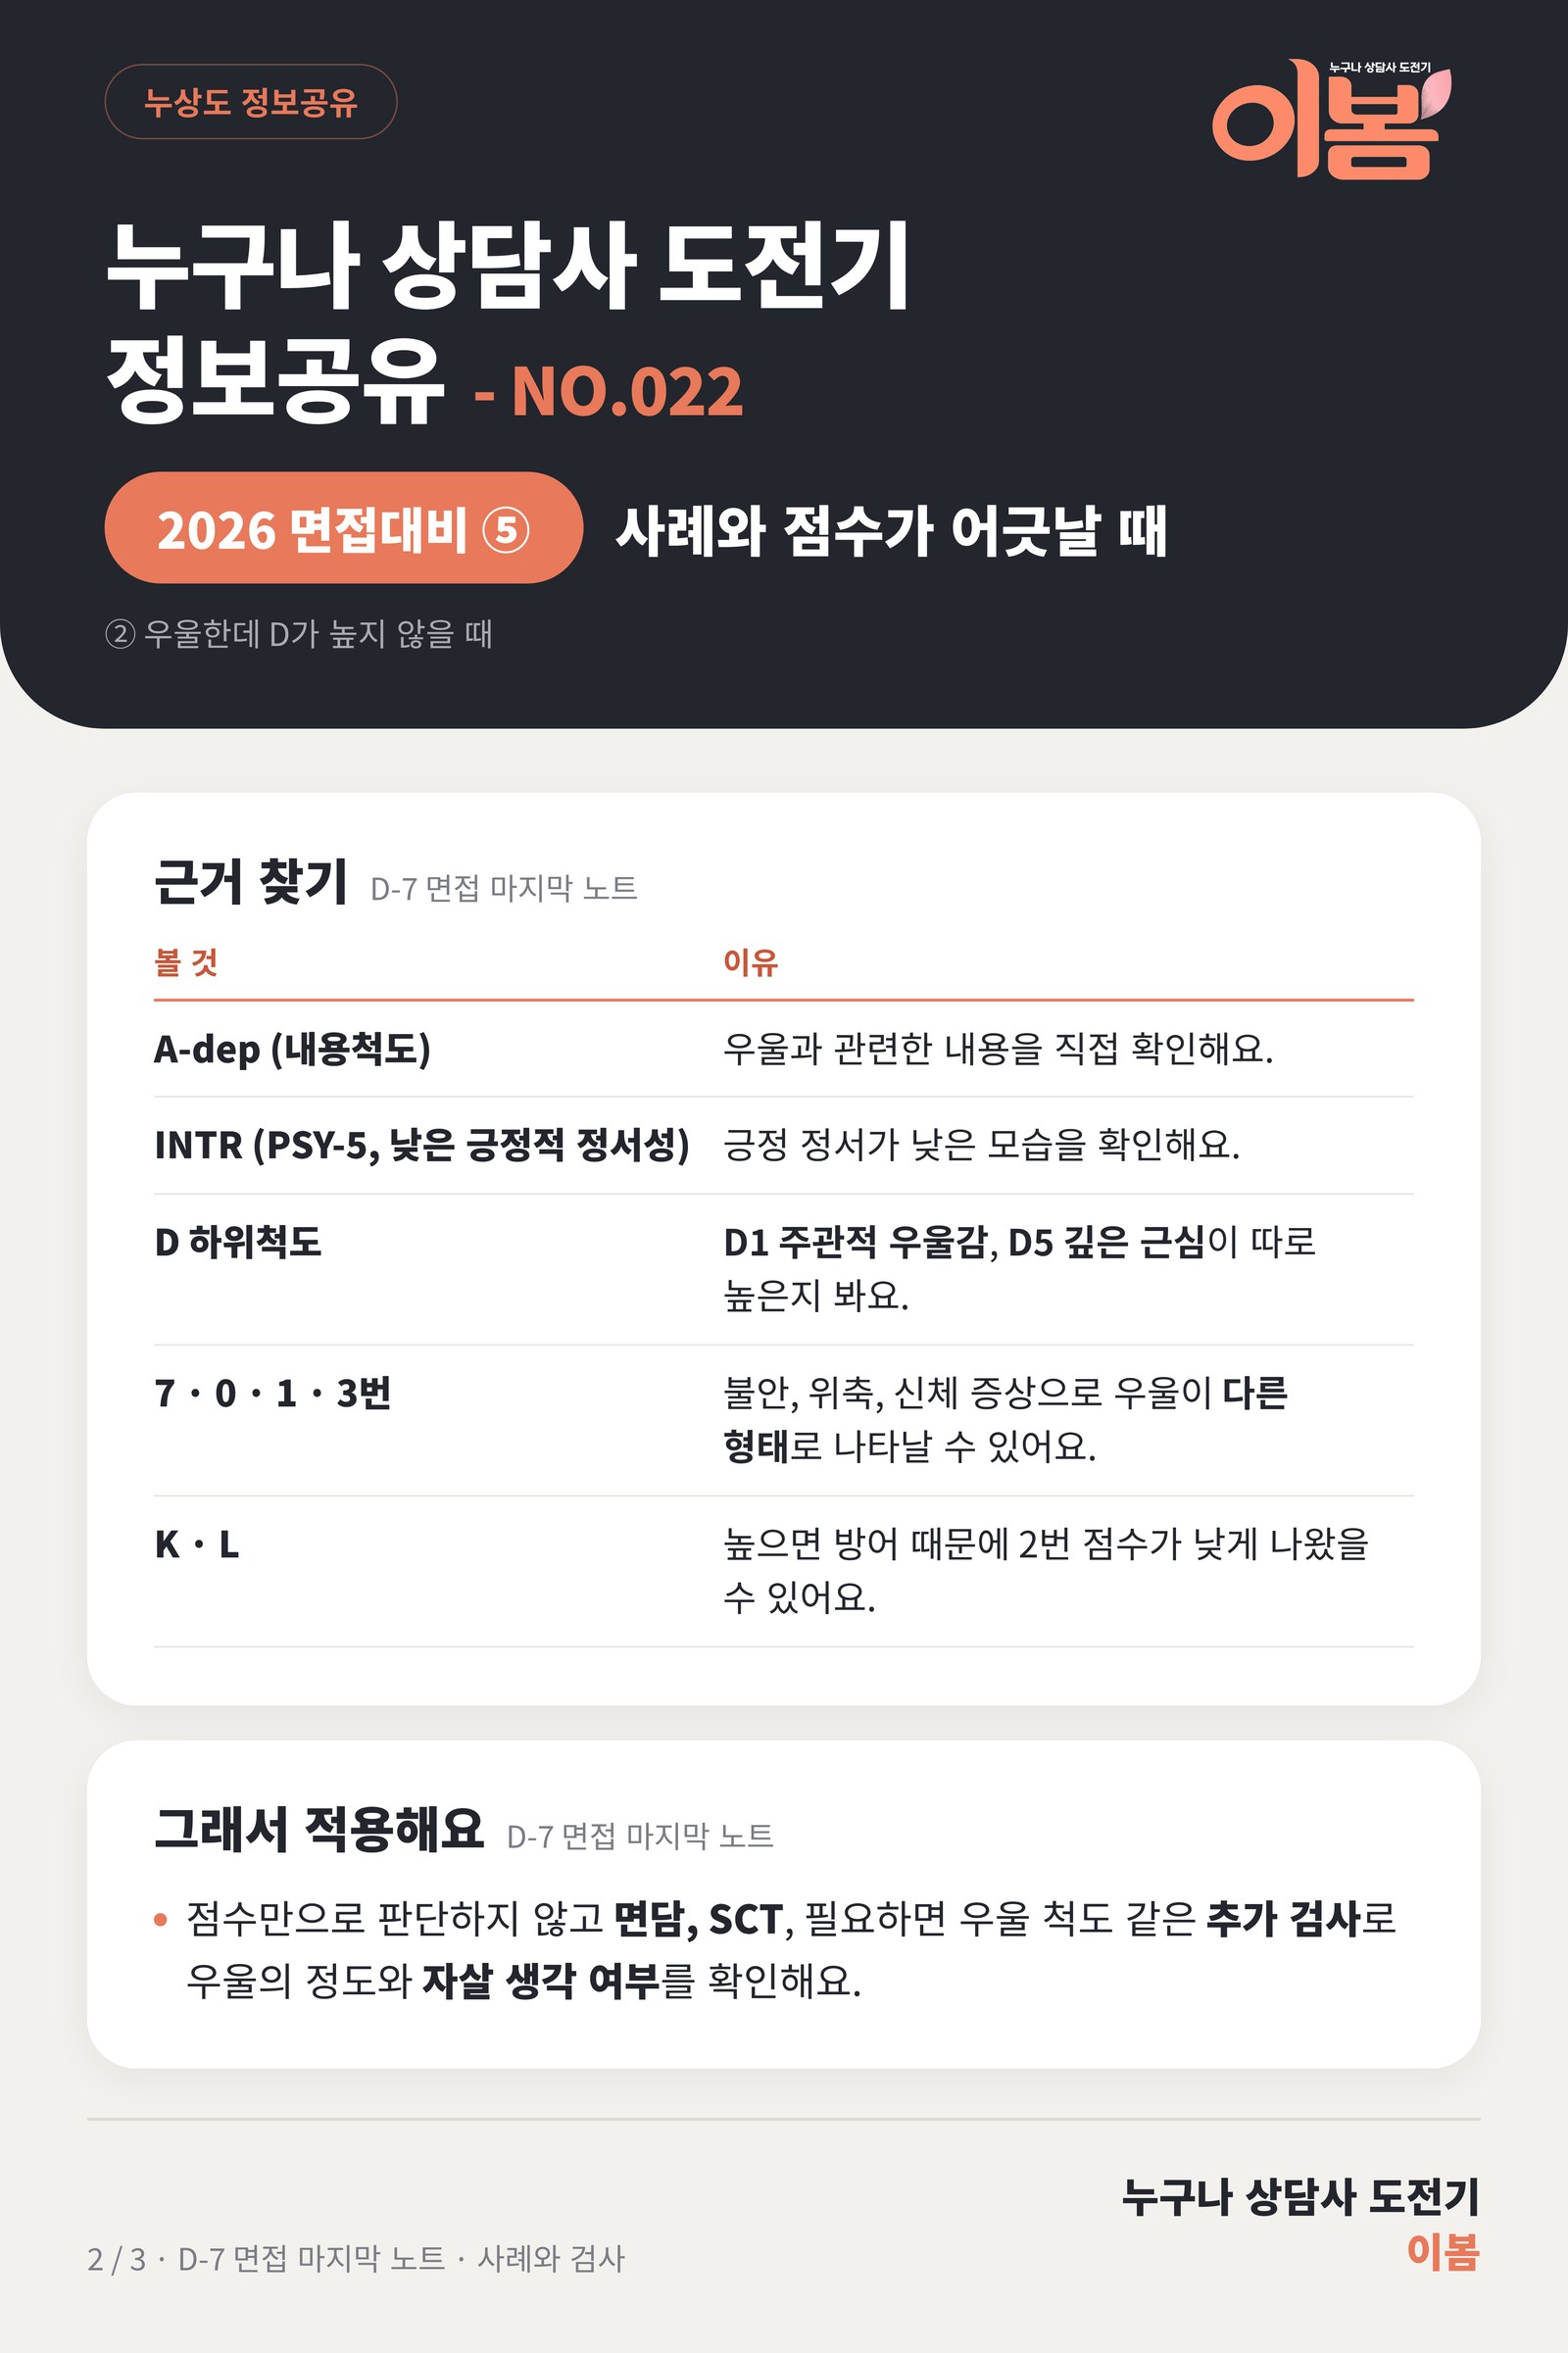 누상도 정보공유
누구나 상담사 도전기
이봄
누구나 상담사 도전기
정보공유 - NO.022
2026 면접대비 ⑤ 사례와 점수가 어긋날 때
② 우울한데 D가 높지 않을 때
근거 찾기 D-7 면접 마지막 노트
볼 것 이유
A-dep (내용척도) 우울과 관련한 내용을 직접 확인해요.
INTR (PSY-5, 낮은 긍정적 정서성) 긍정 정서가 낮은 모습을 확인해요.
D 하위척도 D1 주관적 우울감, D5 깊은 근심이 따로
높은지 봐요.
7 · 0 · 1 · 3번 불안, 위축, 신체 증상으로 우울이 다른
형태로 나타날 수 있어요.
K · L 높으면 방어 때문에 2번 점수가 낮게 나왔을
수 있어요.
그래서 적용해요 D-7 면접 마지막 노트
• 점수만으로 판단하지 않고 면담, SCT, 필요하면 우울 척도 같은 추가 검사로
우울의 정도와 자살 생각 여부를 확인해요.
누구나 상담사 도전기
2 / 3 · D-7 면접 마지막 노트 · 사례와 검사 이봄